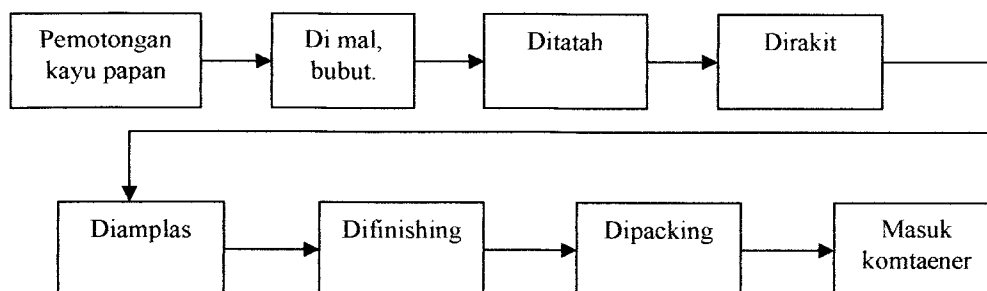 Pemotongan
kayu papan
Di mal,
bubut.
Ditatah
Dirakit
Diamplas
Difinishing
Dipacking
Masuk
komtaener